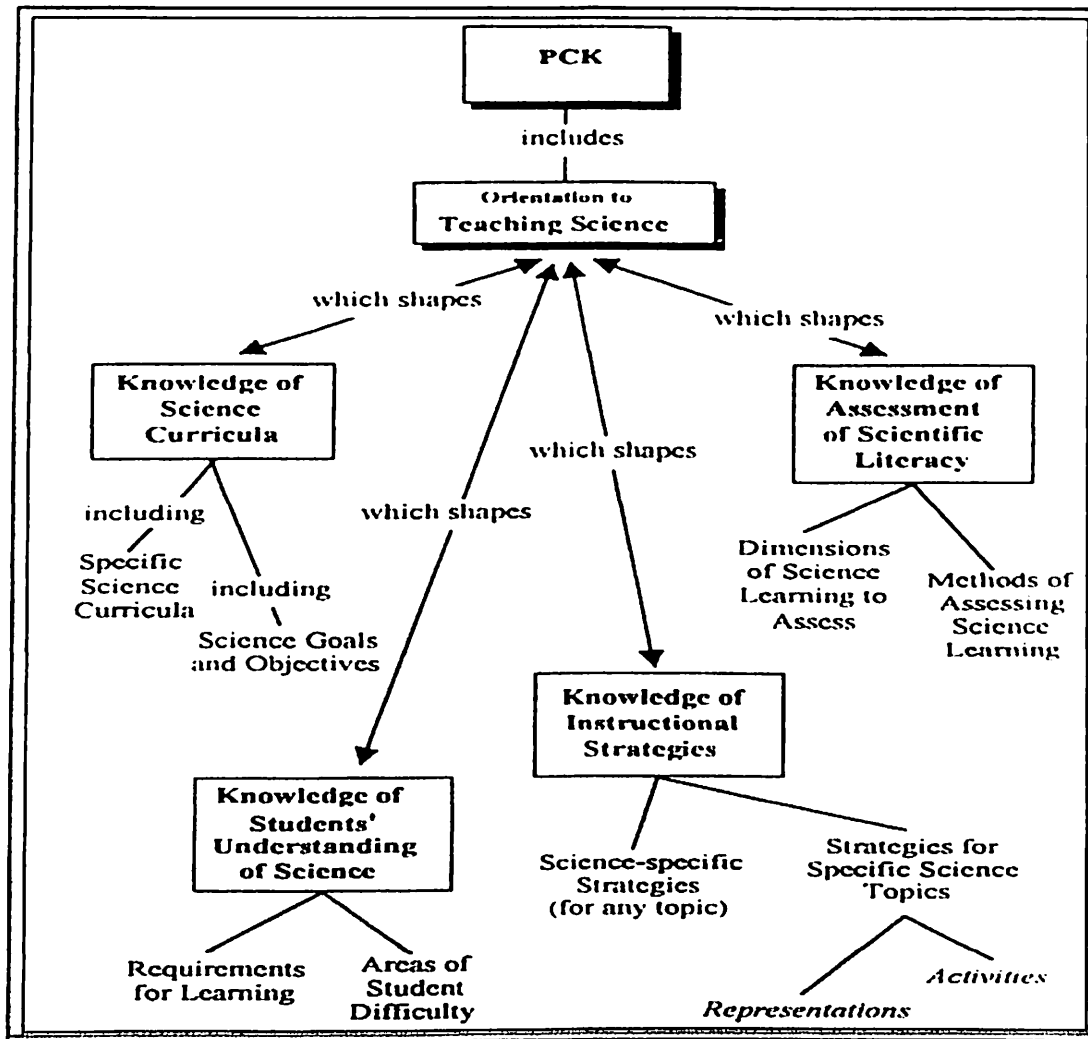 PCK
includes
Orientation to
Teaching Science
which shapes
which shapes
Knowledge of
Science
Curricula
Knowledge of
Assessment
of Scientific
Literacy
which shapes
which shapes
including
Specific
Science
Curricula
including
Science Goals
and Objectives
Dimensions
of Science
Learning to
Assess
Methods of
Assessing
Science
Learning
Knowledge of
Instructional
Strategies
Knowledge of
Students'
Understanding
of Science
Science-specific
Strategies
(for any topic)
Strategies for
Specific Science
Topics
Requirements
for Learning
Areas of
Student
Difficulty
Representations
Activities